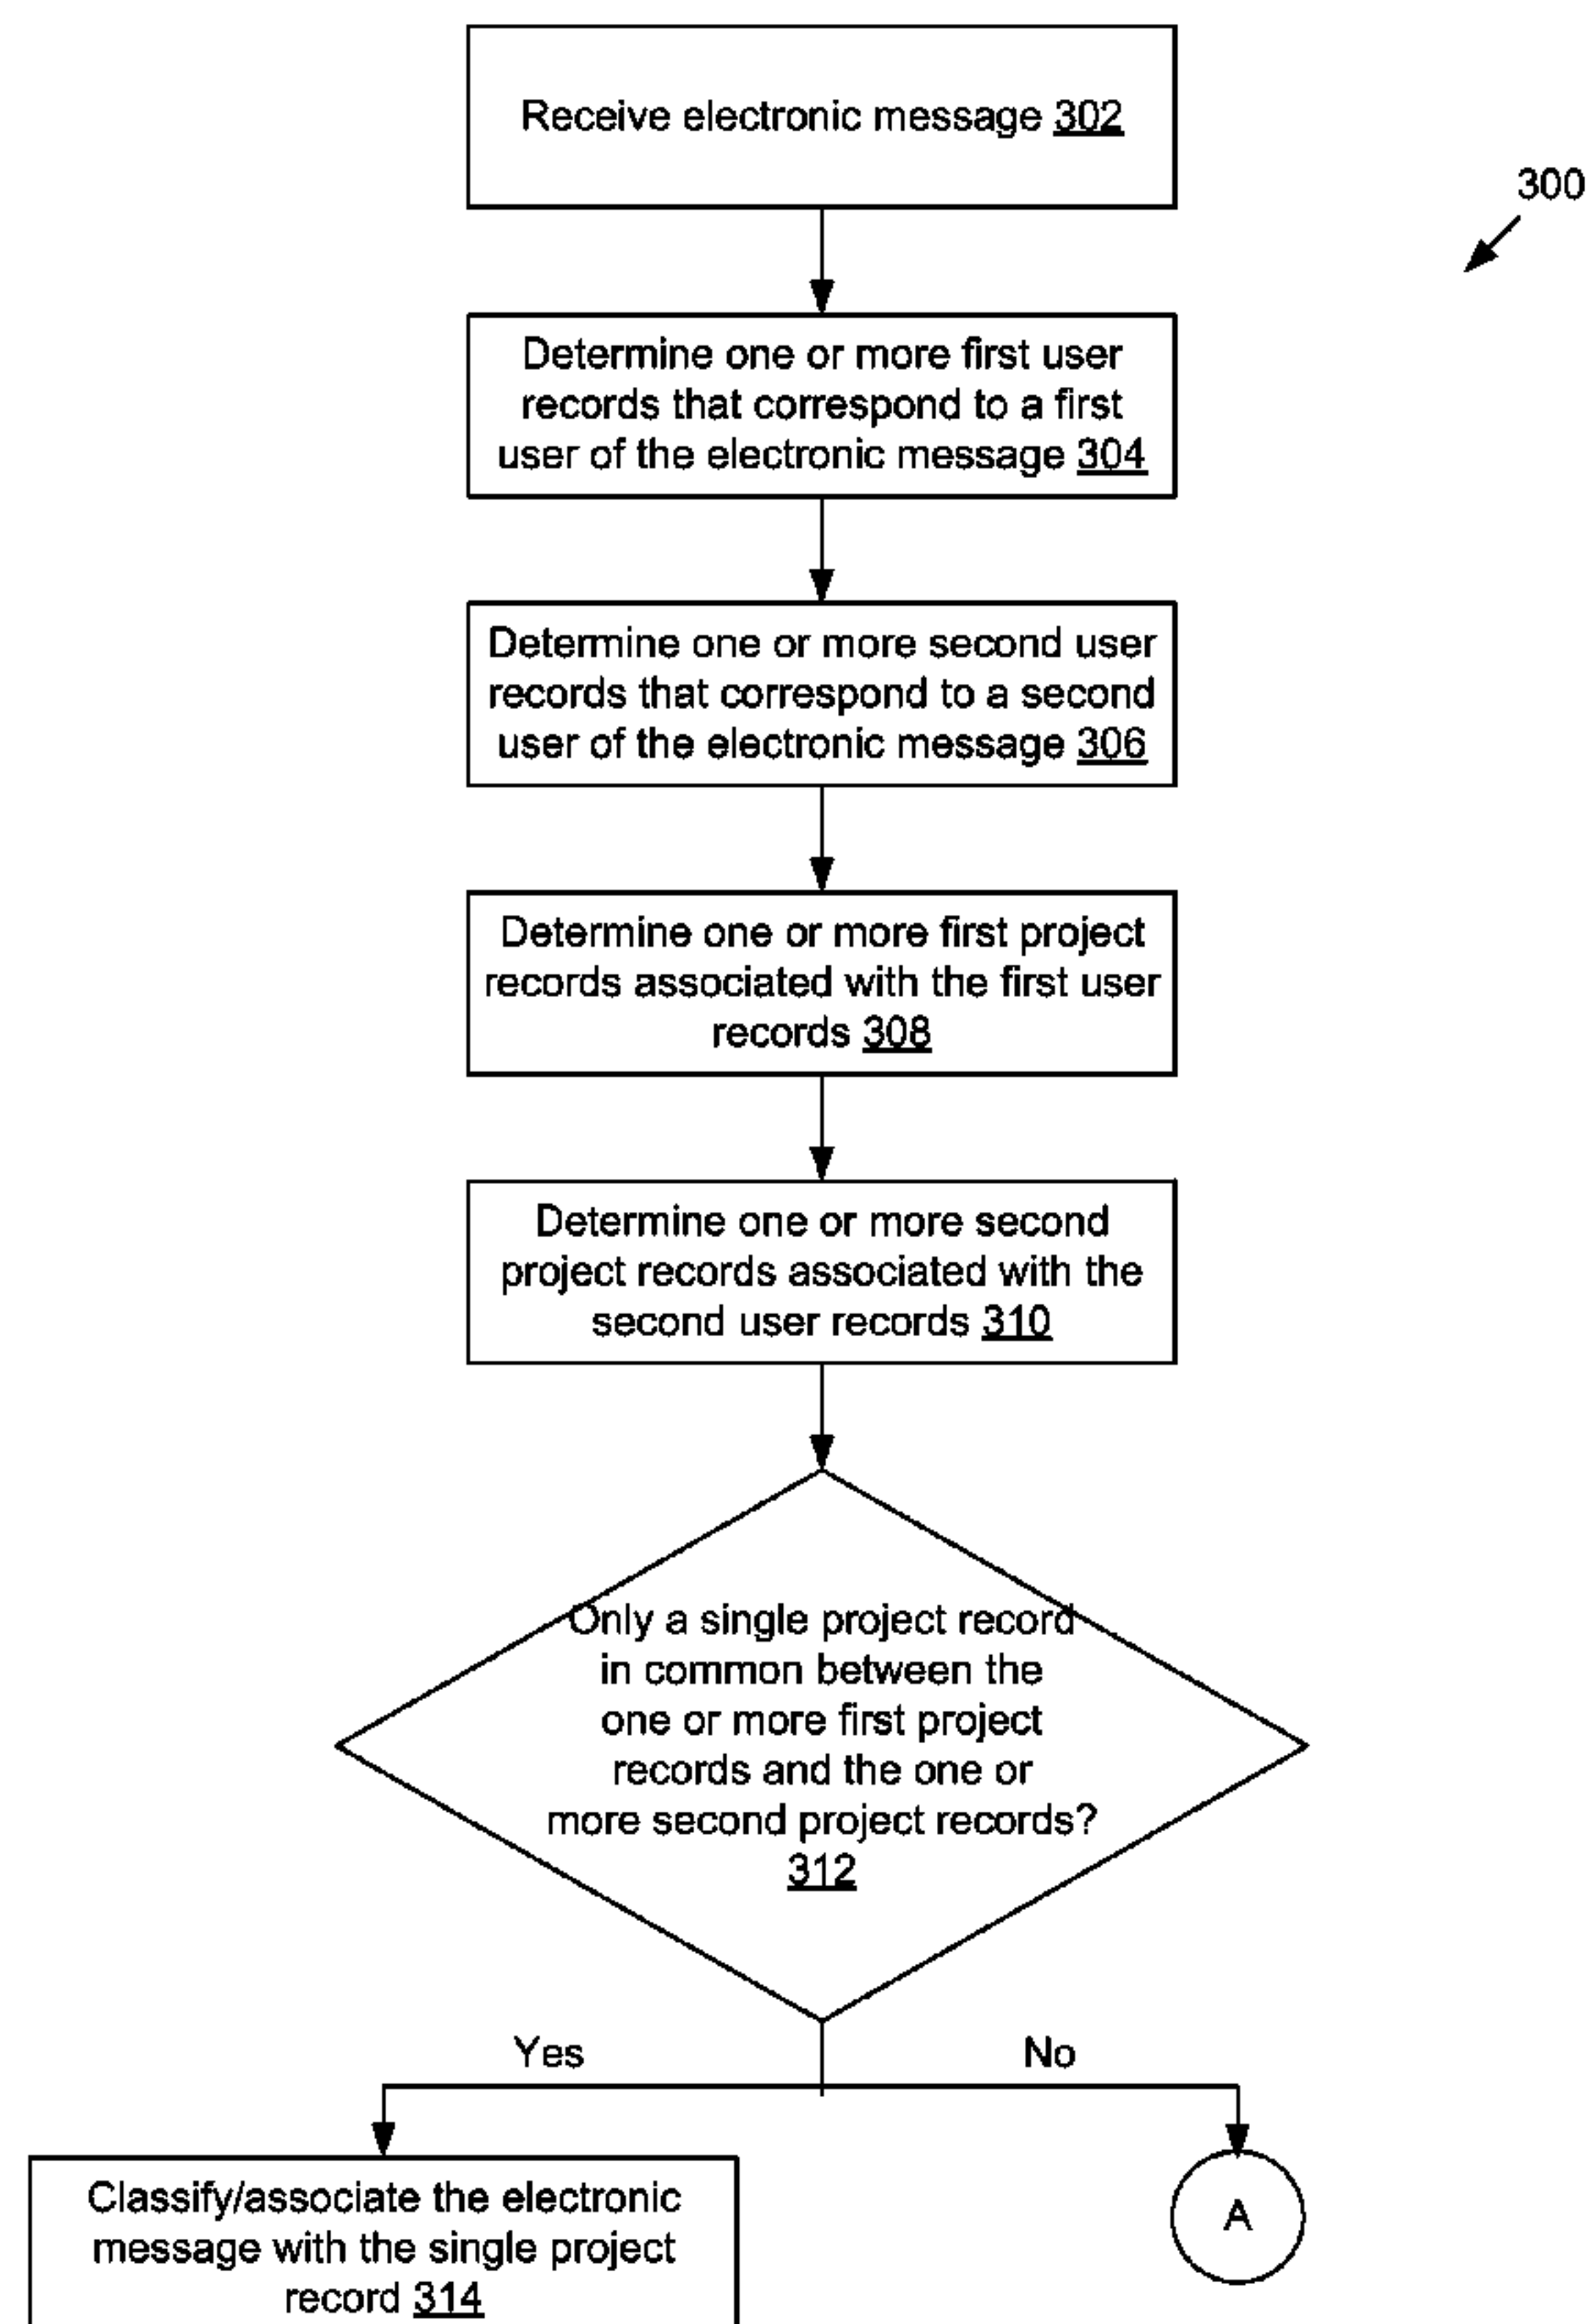 Receive electronic message 302
300
Determine one or more first user
records that correspond to a first
user of the electronic message 304
Determine one or more second user
records that correspond to a second
user of the electronic message 306
Determine one or more first project
records associated with the first user
records 308
Determine one or more second
project records associated with the
second user records 310
Only a single project record
in common between the
one or more first project
records and the one or
more second project records?
312
Yes
No
Classify/associate the electronic
message with the single project
record 314
A